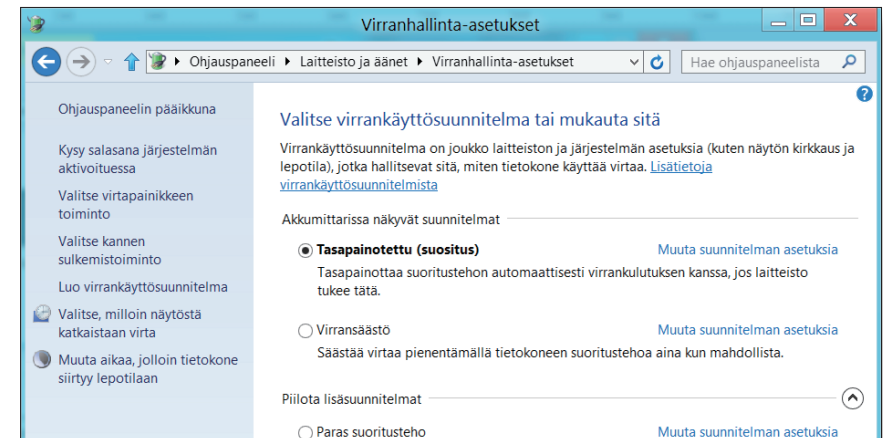 Virranhallinta-asetukset
Ohjauspaneeli
Laitteisto ja äänet
Virranhallinta-asetukset
Hae ohjauspaneelista
Ohjauspaneelin pääikkuna
Kysy salasana järjestelmän
aktivoituessa
Valitse virtapainikkeen
toiminto
Valitse kannen
sulkemistoiminto
Luo virrankäyttösuunnitelma
Valitse, milloin näytöstä
katkaistaan virta
Muuta aikaa, jolloin tietokone
siirtyy lepotilaan
Valitse virrankäyttösuunnitelma tai mukauta sitä
Virrankäyttösuunnitelma on joukko laitteiston ja järjestelmän asetuksia (kuten näytön kirkkaus ja
lepotila), jotka hallitsevat sitä, miten tietokone käyttää virtaa. Lisätietoja
virrankäyttösuunnitelmista
Akkumittarissa näkyvät suunnitelmat
Tasapainotettu (suositus)
Muuta suunnitelman asetuksia
Tasapainottaa suoritustehon automaattisesti virrankulutuksen kanssa, jos laitteisto
tukee tätä.
Virransäästö
Muuta suunnitelman asetuksia
Säästää virtaa pienentämällä tietokoneen suoritustehoa aina kun mahdollista.
Piilota lisäsuunnitelmat
Paras suoritusteho
Muuta suunnitelman asetuksia